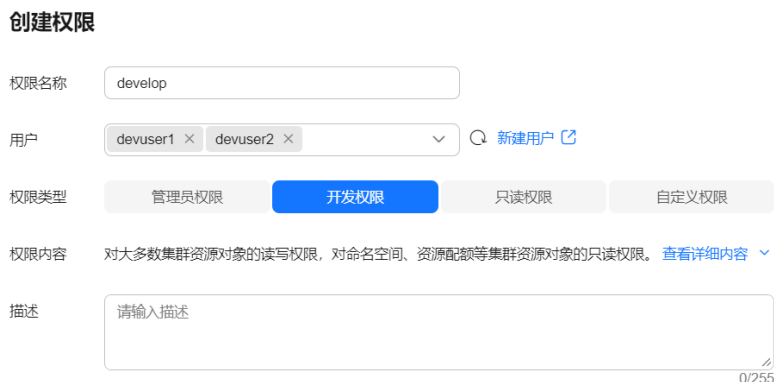 创建权限
权限名称 develop
用户 devuser1 × devuser2 × 新建用户
权限类型 管理员权限 开发权限 只读权限 自定义权限
权限内容 对大多数集群资源对象的读写权限，对命名空间、资源配额等集群资源对象的只读权限。 查看详细内容
描述 请输入描述
0/255